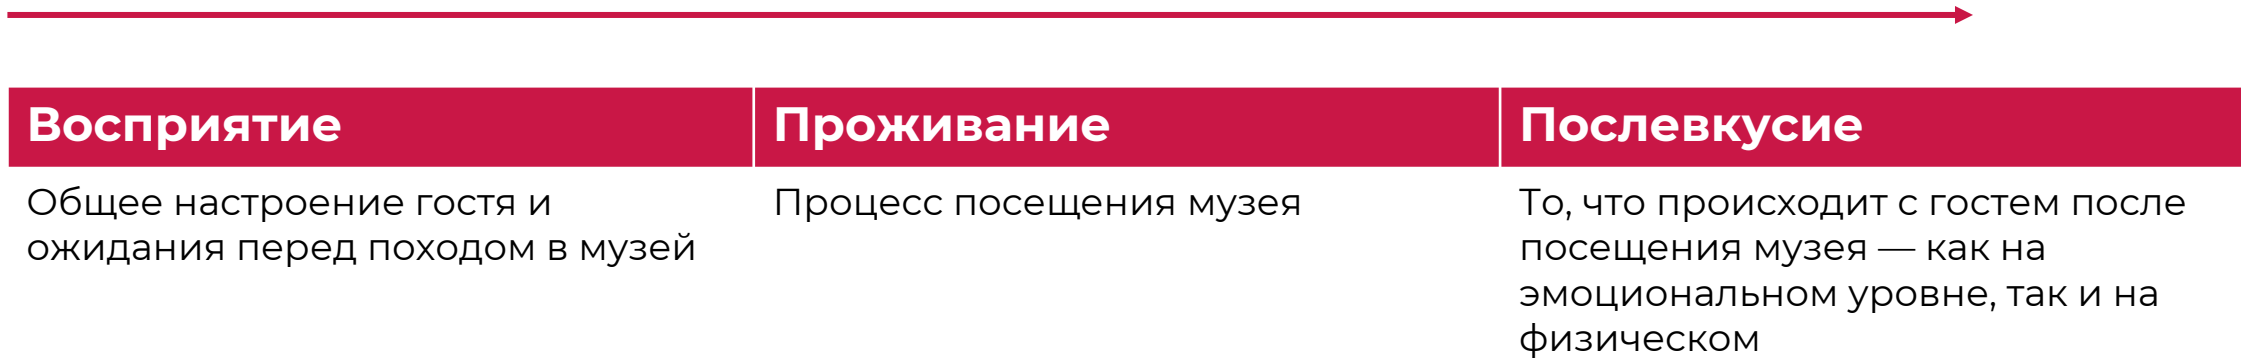 Восприятие
Проживание
Послевкусие
Общее настроение гостя и
ожидания перед походом в музей
Процесс посещения музея
То, что происходит с гостем после
посещения музея — как на
эмоциональном уровне, так и на
физическом